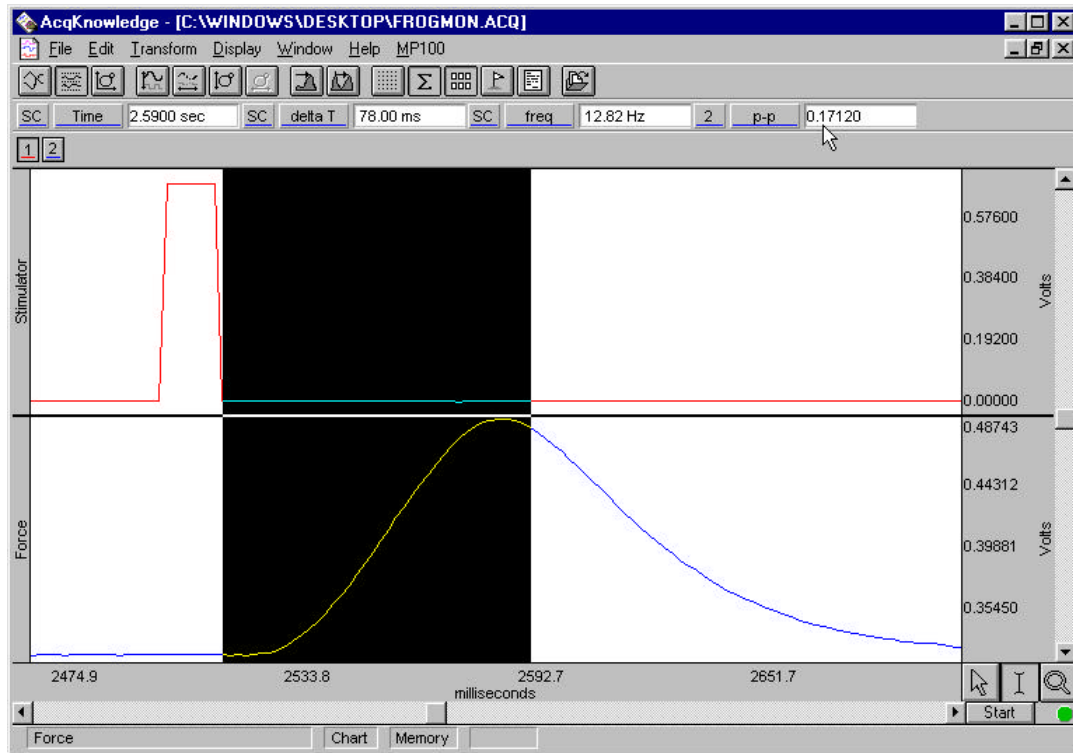 AcqKnowledge - [C:\WINDOWS\DESKTOP\FROGMON.ACQ]
File Edit Transform Display Window Help MP100
SC Time 2.5900 sec SC delta T 78.00 ms SC freq 12.82 Hz 2 p-p 0.17120
1 2
Stimulator
0.57600
0.38400
0.19200
0.00000
Volts
Force
0.48743
0.44312
0.39881
0.35450
Volts
2474.9 2533.8 2592.7 2651.7
milliseconds
Start
Force Chart Memory